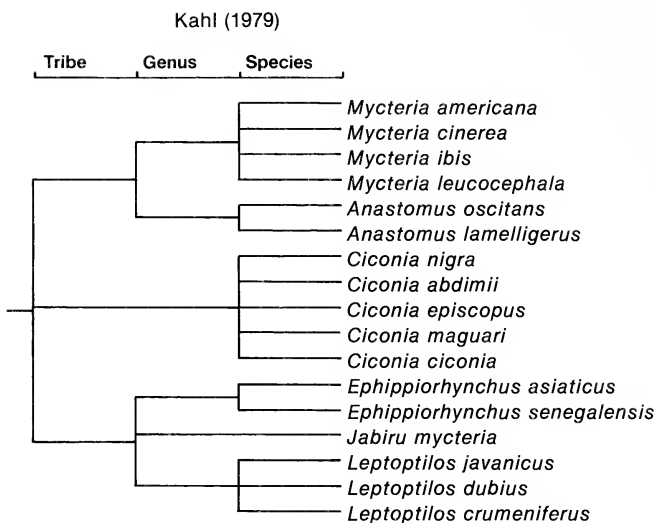 Kahl (1979)
Tribe Genus Species
Mycteria americana
Mycteria cinerea
Mycteria ibis
Mycteria leucocephala
Anastomus oscitans
Anastomus lamelligerus
Ciconia nigra
Ciconia abdimii
Ciconia episcopus
Ciconia maguari
Ciconia ciconia
Ephippiorhynchus asiaticus
Ephippiorhynchus senegalensis
Jabiru mycteria
Leptoptilos javanicus
Leptoptilos dubius
Leptoptilos crumeniferus